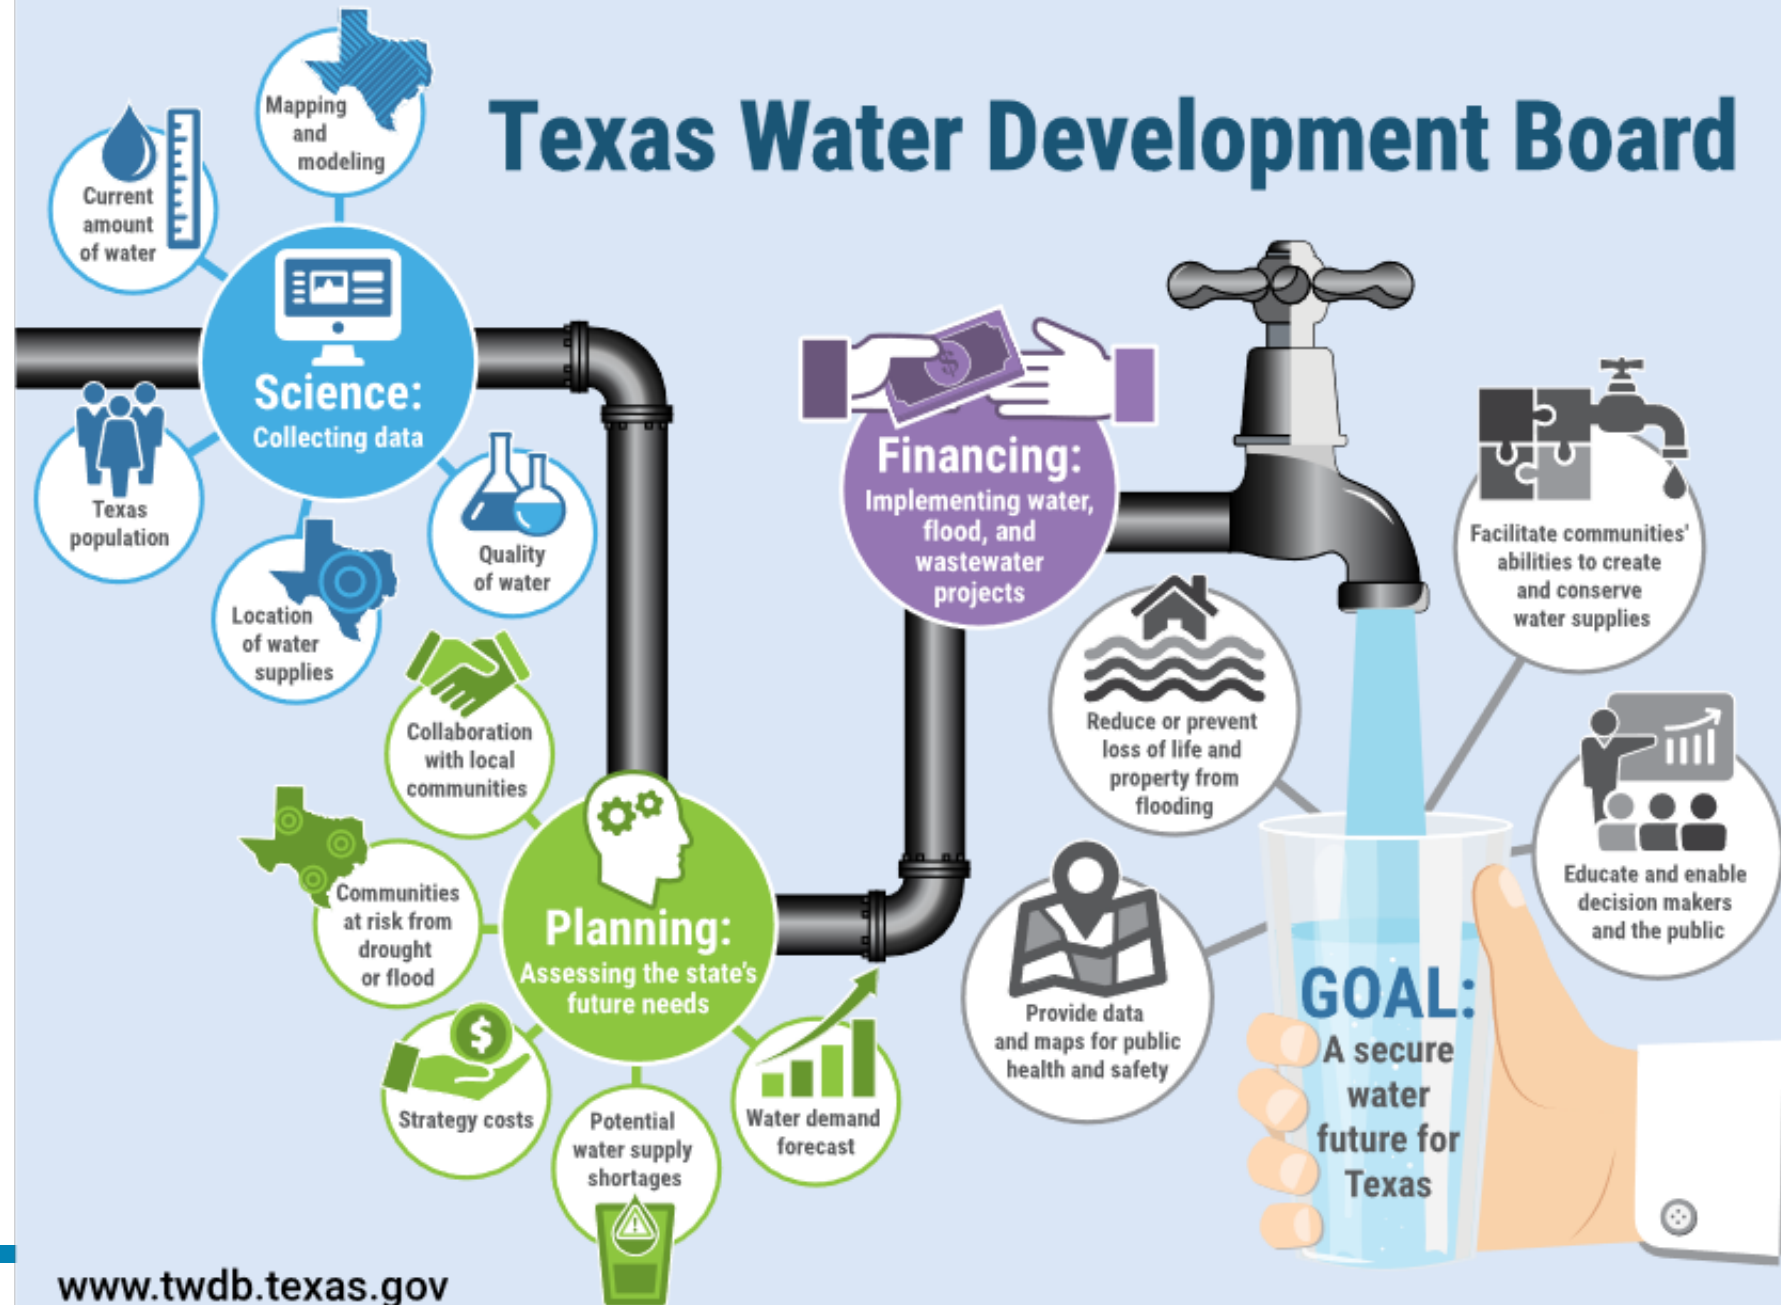 Texas Water Development Board
Mapping
and
modeling
Current
amount
of water
Science:
Collecting data
Texas
population
Location
of water
supplies
Quality
of water
Collaboration
with local
communities
Communities
at risk from
drought
or flood
Planning:
Assessing the state's
future needs
$
Strategy costs
Potential
water supply
shortages
!
Water demand
forecast
$
Financing:
Implementing water,
flood, and
wastewater
projects
Facilitate communities'
abilities to create
and conserve
water supplies
Reduce or prevent
loss of life and
property from
flooding
Educate and enable
decision makers
and the public
Provide data
and maps for public
health and safety
GOAL:
A secure
water
future for
Texas
www.twdb.texas.gov